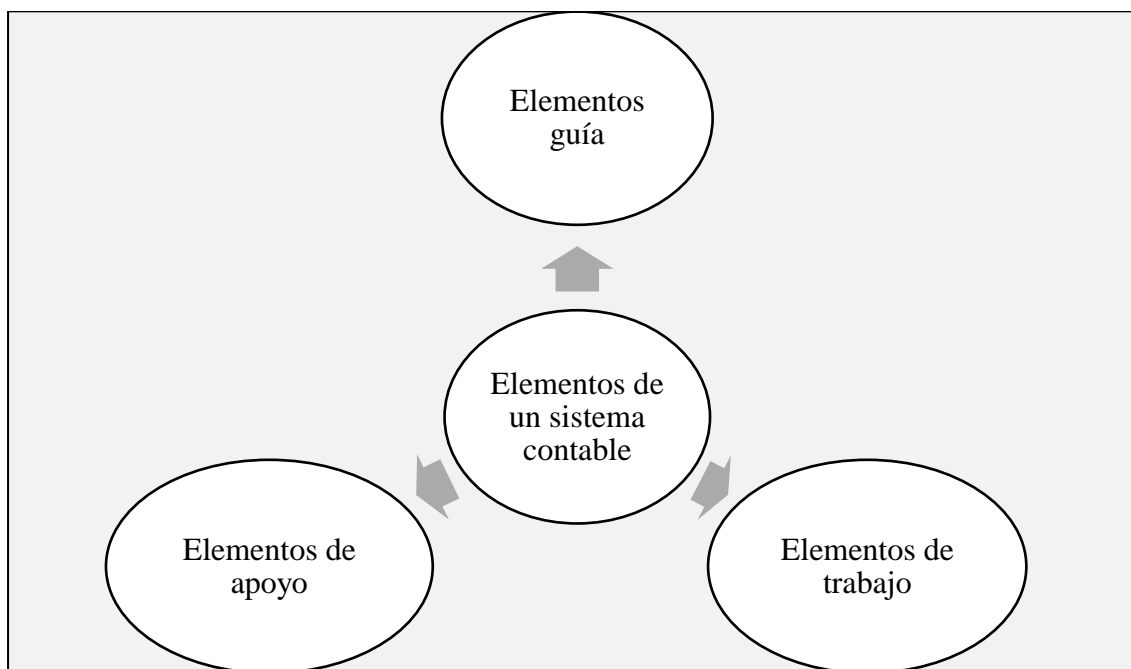 Elementos
guía
Elementos de
un sistema
contable
Elementos de
apoyo
Elementos de
trabajo